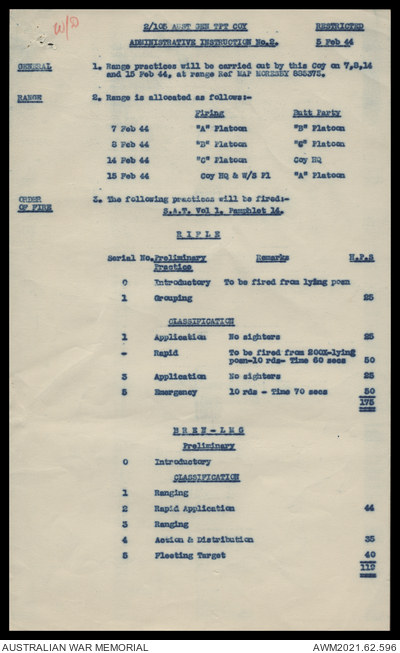 W/D
2/105 AUST GEN TPT COY RESTRICTED
ADMINISTRATIVE INSTRUCTION No.2. 5 Feb 44
GENERAL 1. Range practices will be carried out by this Coy on 7,8,14
and 15 Feb 44, at range Ref MAP MORESBY 835373.
RANGE 2. Range is allocated as follows:-
Firing Butt Party
7 Feb 44 "A" Platoon "B" Platoon
8 Feb 44 "B" Platoon "C" Platoon
14 Feb 44 "C" Platoon Coy HQ
15 Feb 44 Coy HQ & W/S Pl "A" Platoon
ORDER OF FIRE 3. The following practices will be fired:-
S.A.T. Vol 1. Pamphlet 14.
RIFLE
Serial No. Preliminary Practice Remarks H.P.S
0 Introductory To be fired from lying posn
1 Grouping 25
CLASSIFICATION
1 Application No sighters 25
- Rapid To be fired from 200X-lying
posn-10 rds- Time 60 secs 50
3 Application No sighters 25
5 Emergency 10 rds - Time 70 secs 50
175
BREN-LMG
Preliminary
0 Introductory
CLASSIFICATION
1 Ranging
2 Rapid Application 44
3 Ranging
4 Action & Distribution 35
5 Fleeting Target 40
119
AUSTRALIAN WAR MEMORIAL AWM2021.62.596